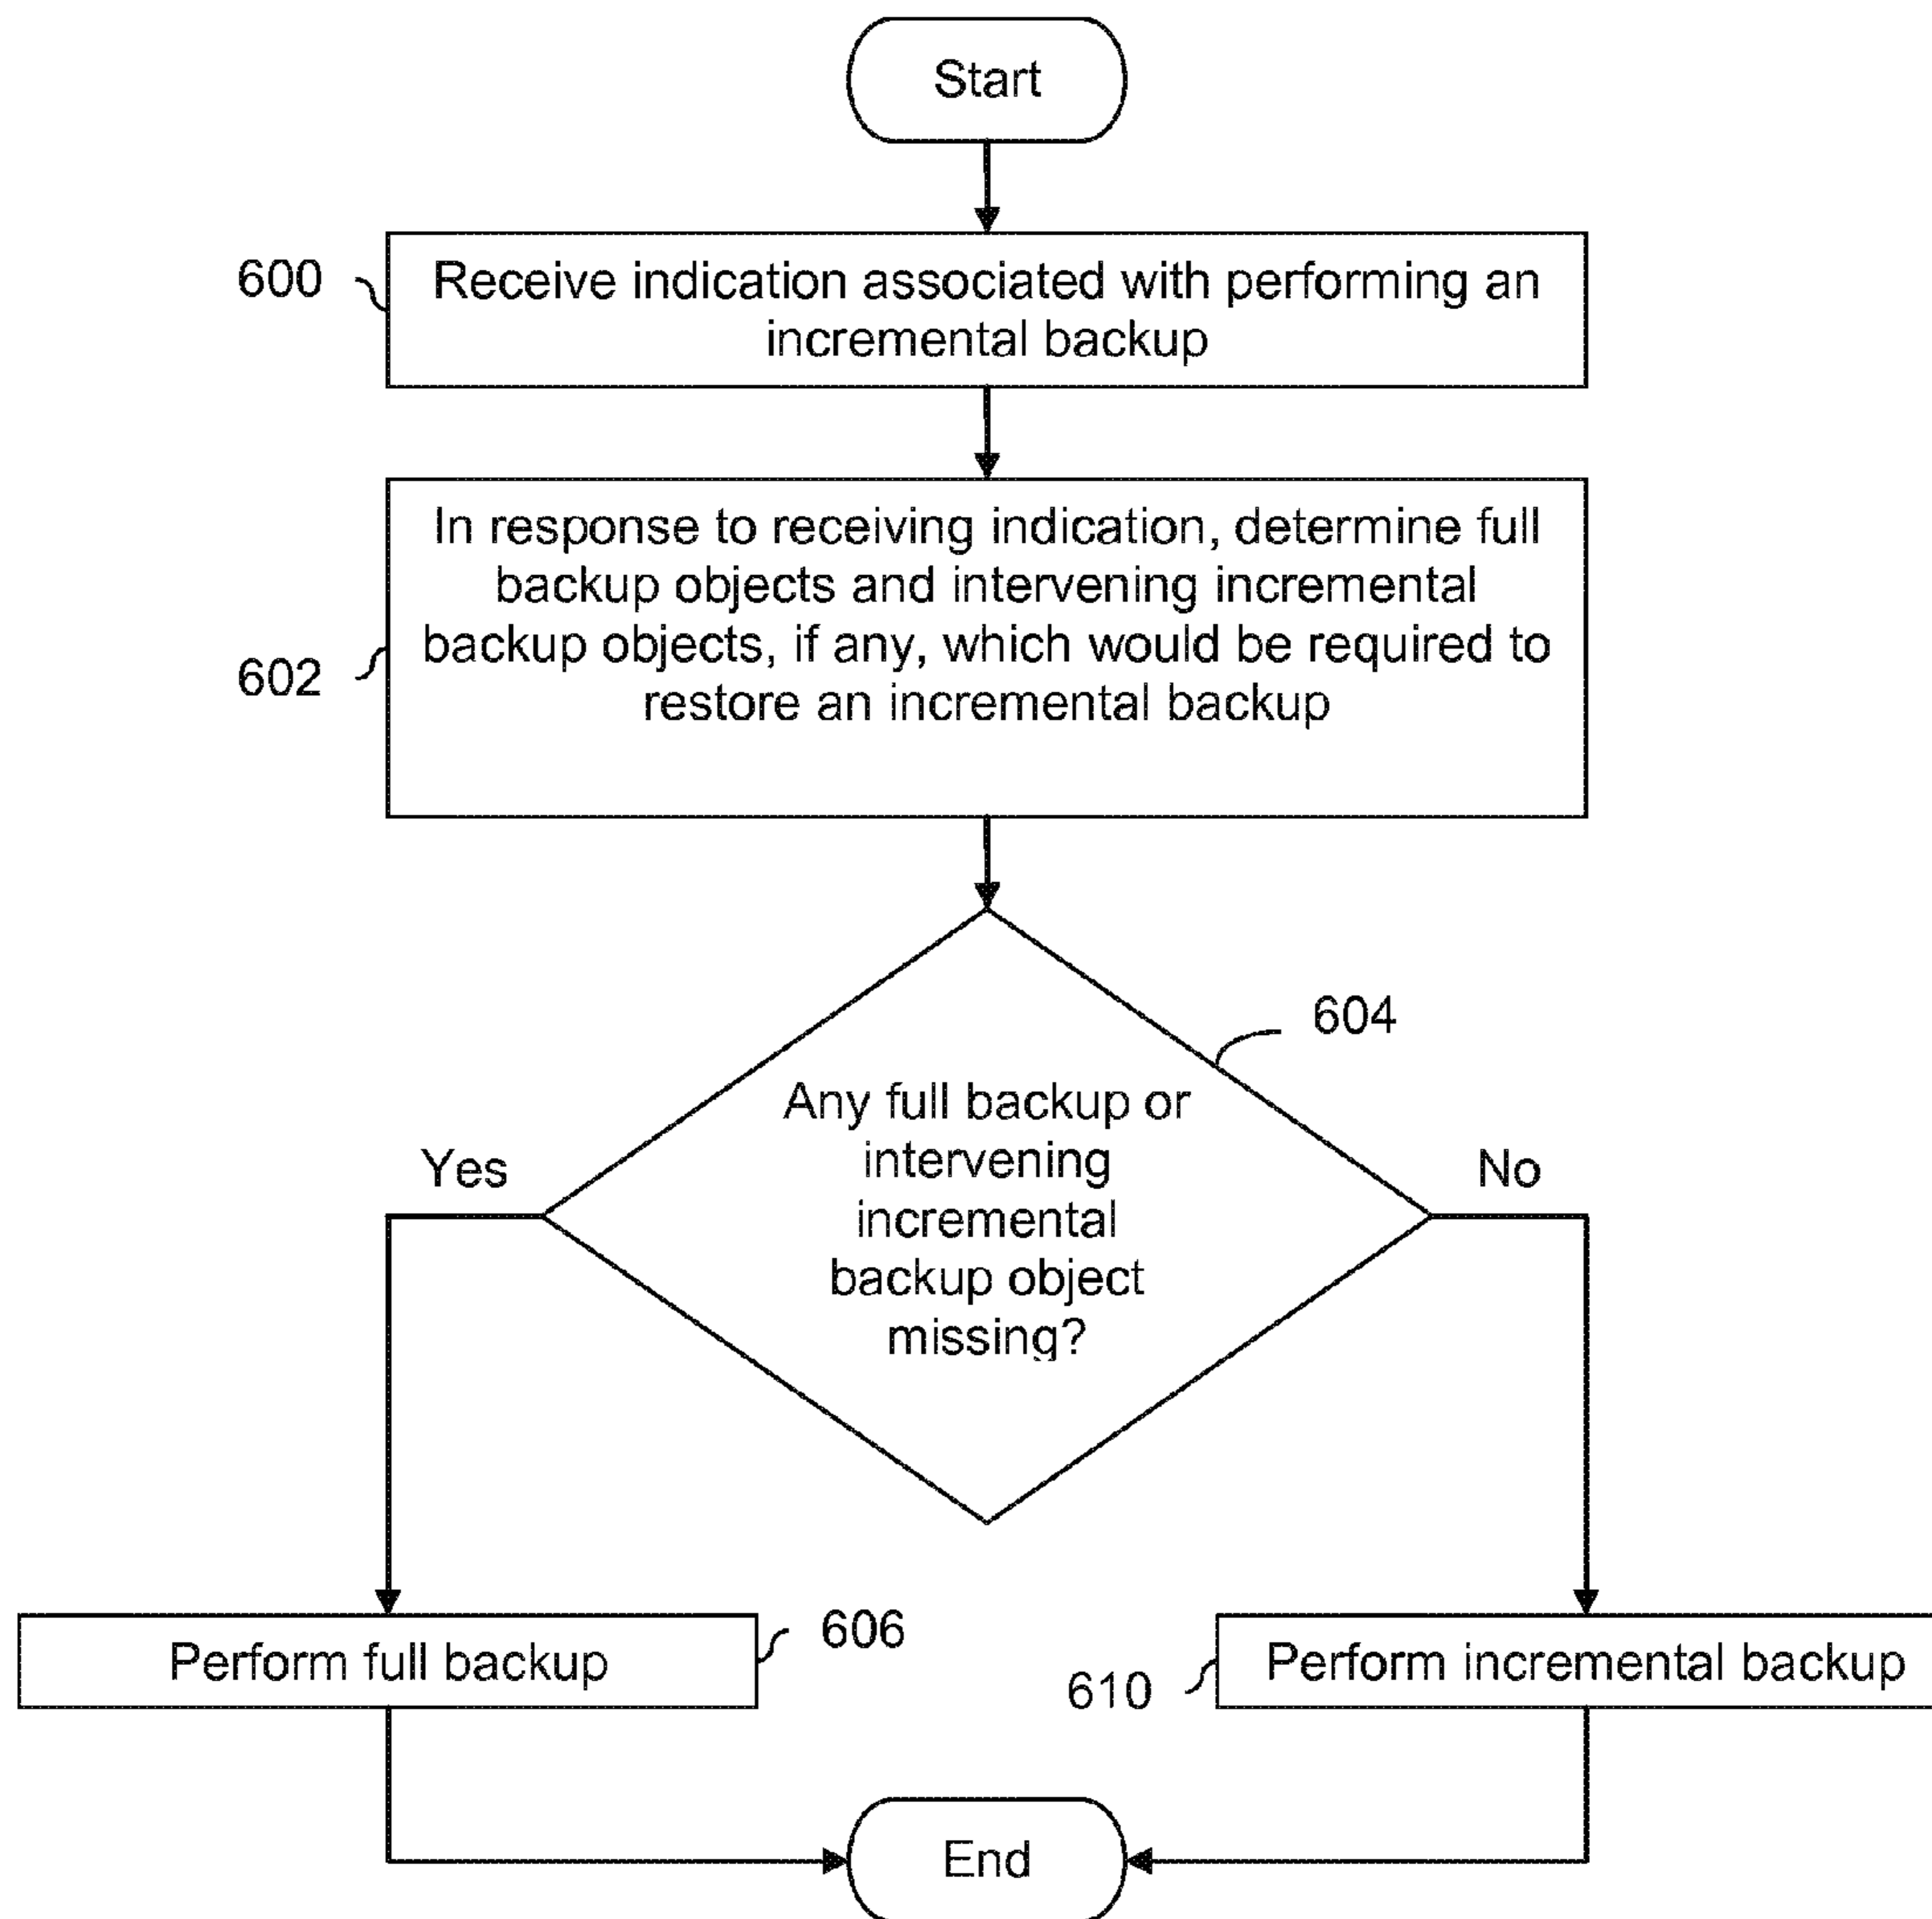 Start
600
Receive indication associated with performing an
incremental backup
602
In response to receiving indication, determine full
backup objects and intervening incremental
backup objects, if any, which would be required to
restore an incremental backup
604
Any full backup or
intervening
incremental
backup object
missing?
Yes
No
Perform full backup
606
610
Perform incremental backup
End